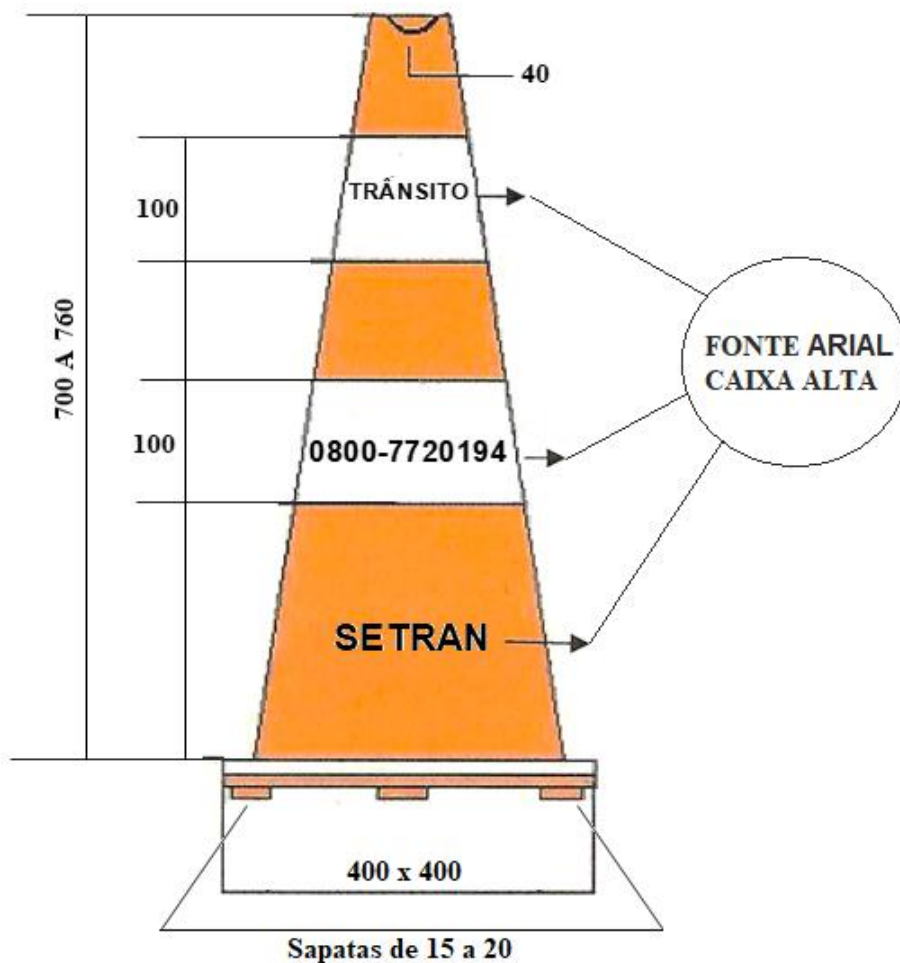 40
TRÂNSITO
100
700 A 760
FONTE ARIAL
CAIXA ALTA
100
0800-7720194
SETRAN
400 x 400
Sapatas de 15 a 20